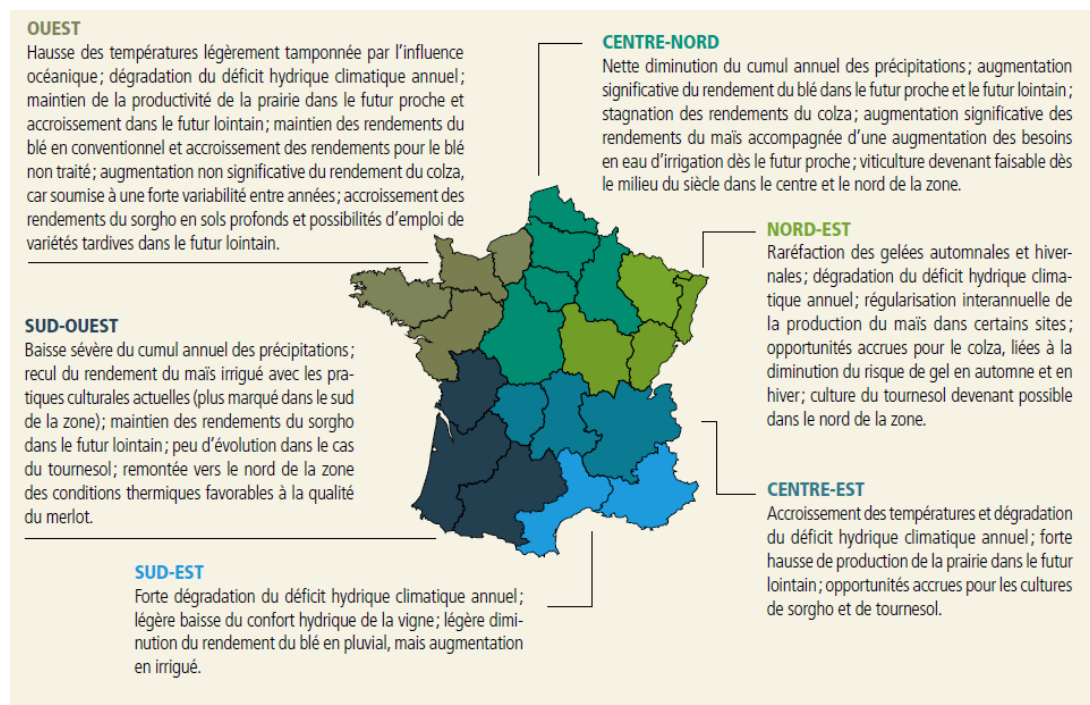 OUEST
Hausse des températures légèrement tamponnée par l'influence
océanique ; dégradation du déficit hydrique climatique annuel ;
maintien de la productivité de la prairie dans le futur proche et
accroissement dans le futur lointain ; maintien des rendements du
blé en conventionnel et accroissement des rendements pour le blé
non traité ; augmentation non significative du rendement du colza,
car soumise à une forte variabilité entre années ; accroissement des
rendements du sorgho en sols profonds et possibilités d'emploi de
variétés tardives dans le futur lointain.
CENTRE-NORD
Nette diminution du cumul annuel des précipitations ; augmentation
significative du rendement du blé dans le futur proche et le futur lointain ;
stagnation des rendements du colza ; augmentation significative des
rendements du maïs accompagnée d'une augmentation des besoins
en eau d'irrigation dès le futur proche ; viticulture devenant faisable dès
le milieu du siècle dans le centre et le nord de la zone.
NORD-EST
Raréfaction des gelées automnales et hiver-
nales ; dégradation du déficit hydrique clima-
tique annuel ; régularisation interannuelle de
la production du maïs dans certains sites ;
opportunités accrues pour le colza, liées à la
diminution du risque de gel en automne et en
hiver ; culture du tournesol devenant possible
dans le nord de la zone.
SUD-OUEST
Baisse sévère du cumul annuel des précipitations ;
recul du rendement du maïs irrigué avec les pra-
tiques culturales actuelles (plus marqué dans le sud
de la zone) ; maintien des rendements du sorgho
dans le futur lointain ; peu d'évolution dans le cas
du tournesol ; remontée vers le nord de la zone
des conditions thermiques favorables à la qualité
du merlot.
CENTRE-EST
Accroissement des températures et dégradation
du déficit hydrique climatique annuel ; forte
hausse de production de la prairie dans le futur
lointain ; opportunités accrues pour les cultures
de sorgho et de tournesol.
SUD-EST
Forte dégradation du déficit hydrique climatique annuel ;
légère baisse du confort hydrique de la vigne ; légère dimi-
nution du rendement du blé en pluvial, mais augmentation
en irrigué.